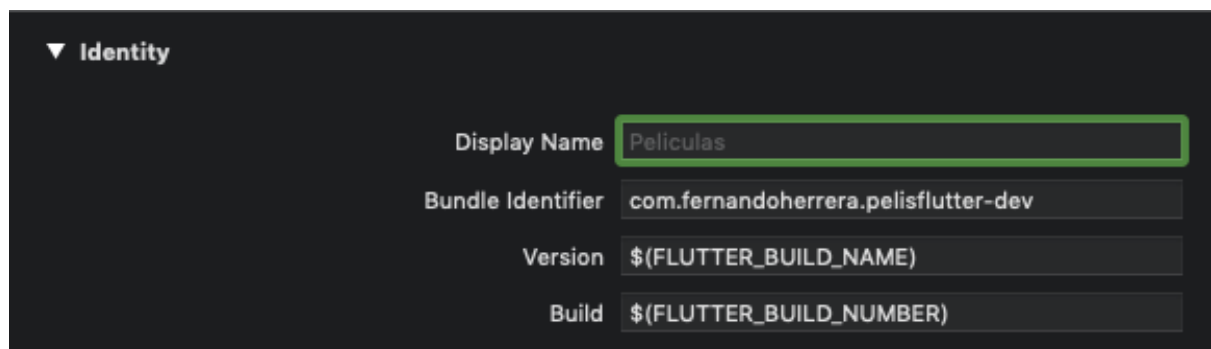 ▼ Identity
Display Name Peliculas
Bundle Identifier com.fernandoherrera.pelisflutter-dev
Version $(FLUTTER_BUILD_NAME)
Build $(FLUTTER_BUILD_NUMBER)